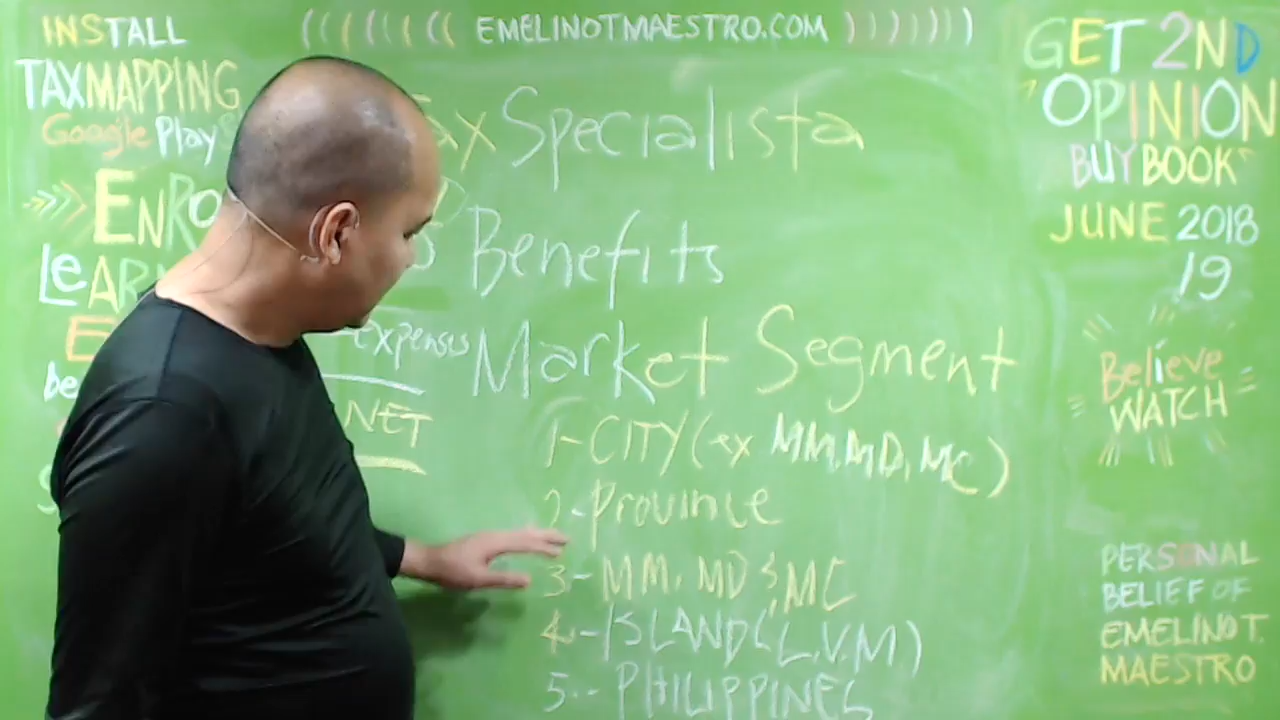 INSTALL
TAXMAPPING
Google Play
((((((( EMELINOTMAESTRO.COM )))))))
GET 2ND
OPINION
BUY BOOK
JUNE 2018
19
Believe
WATCH
PERSONAL
BELIEF OF
EMELINO T.
MAESTRO
ax Specialista
Benefits
expenses
NET
Market Segment
1-CITY (ex MM, MD, MC)
2-Province
3-MM, MD & MC
4-ISLAND (L.V.M)
5.-PHILIPPINES
ENRO
LEAR
E
be